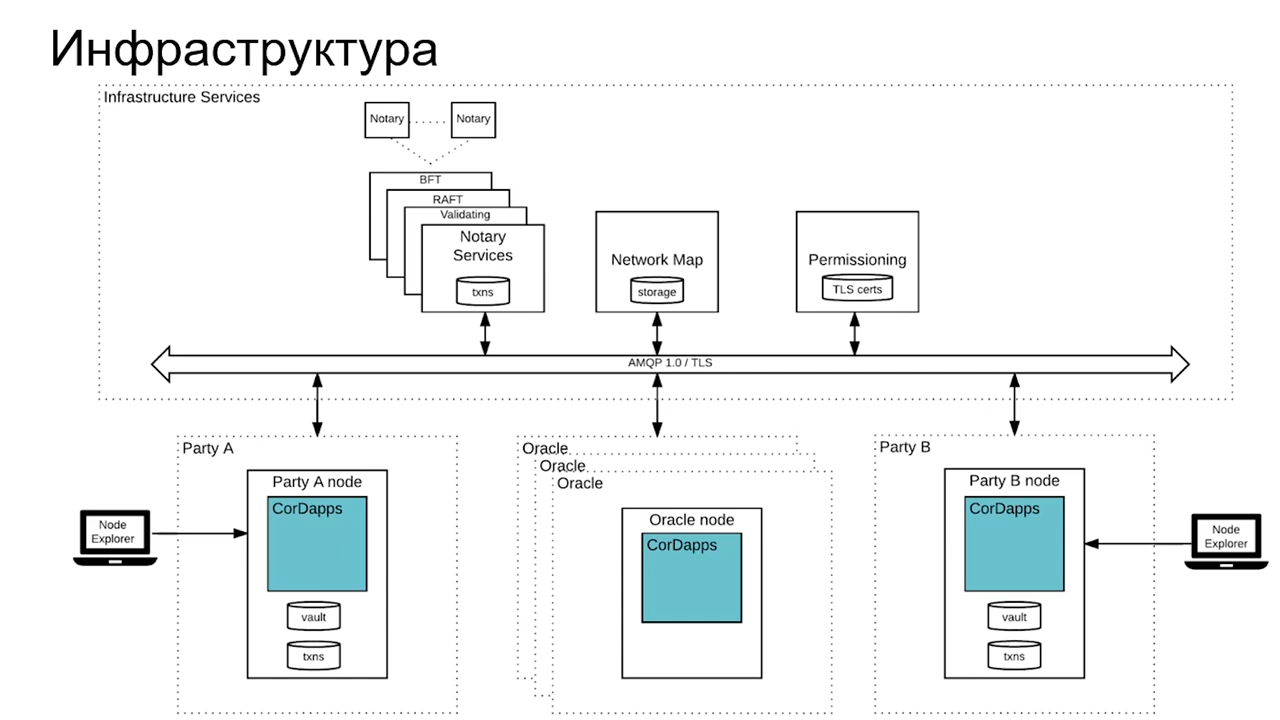 Инфраструктура
Infrastructure Services
Notary
Notary
BFT
RAFT
Validating
Notary
Services
txns
Network Map
storage
Permissioning
TLS certs
AMQP 1.0 / TLS
Party A
Party A node
CorDapps
vault
txns
Node
Explorer
Oracle
Oracle
Oracle
Oracle node
CorDapps
Party B
Party B node
CorDapps
vault
txns
Node
Explorer